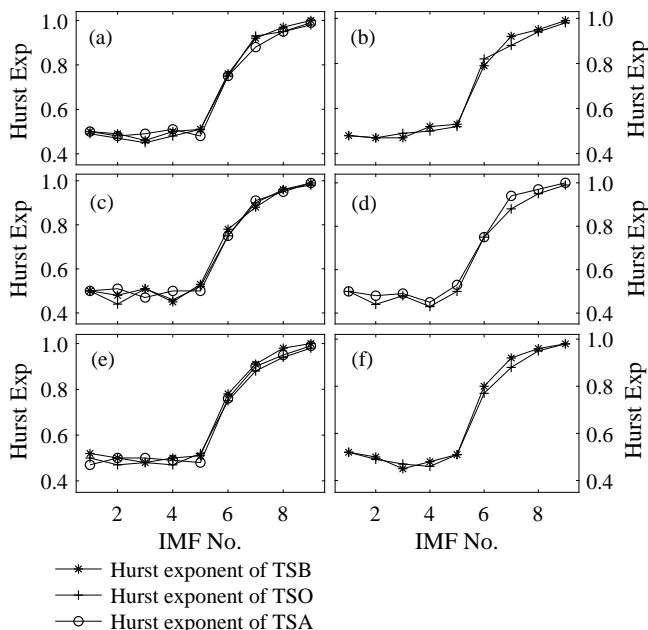 1.0 (a) (b) 1.0
0.8 0.8
0.6 0.6
0.4 0.4
Hurst Exp Hurst Exp
1.0 (c) (d) 1.0
0.8 0.8
0.6 0.6
0.4 0.4
Hurst Exp Hurst Exp
1.0 (e) (f) 1.0
0.8 0.8
0.6 0.6
0.4 0.4
Hurst Exp Hurst Exp
2 4 6 8 2 4 6 8
IMF No. IMF No.
Hurst exponent of TSB
Hurst exponent of TSO
Hurst exponent of TSA